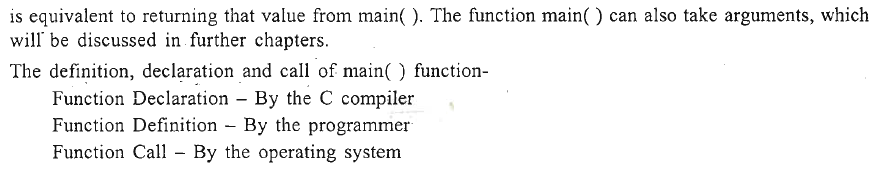 is equivalent to returning that value from main( ). The function main( ) can also take arguments, which
will be discussed in further chapters.
The definition, declaration and call of main( ) function-
Function Declaration – By the C compiler
Function Definition – By the programmer
Function Call – By the operating system